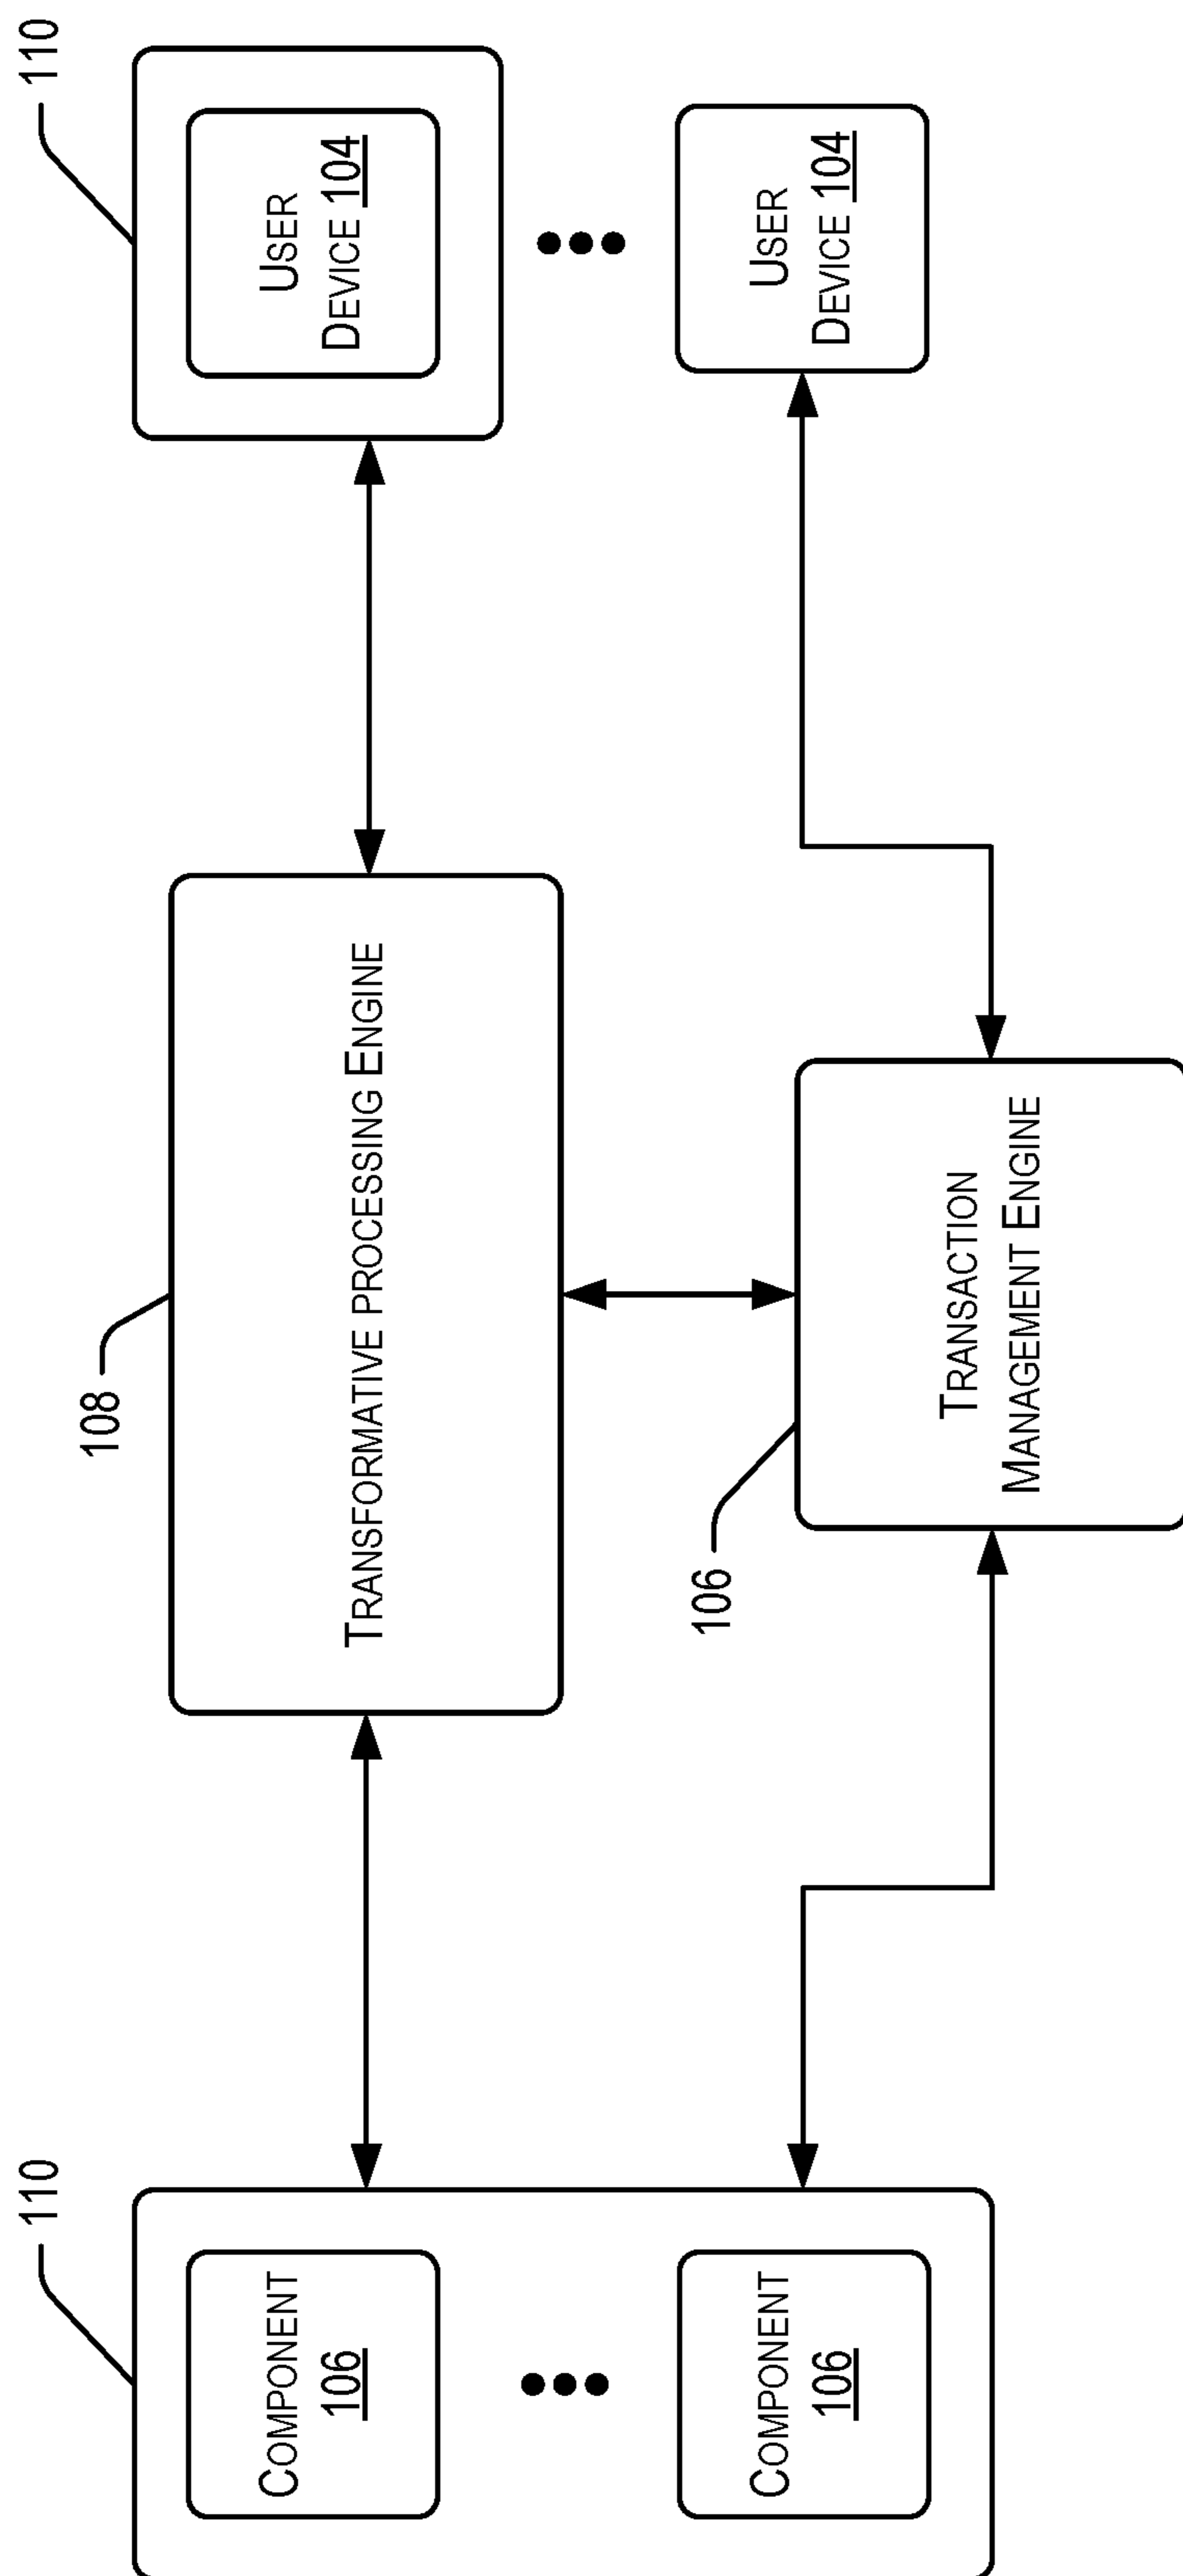 110
COMPONENT
106
COMPONENT
106
108
TRANSFORMATIVE PROCESSING ENGINE
106
TRANSACTION
MANAGEMENT ENGINE
110
USER
DEVICE 104
USER
DEVICE 104